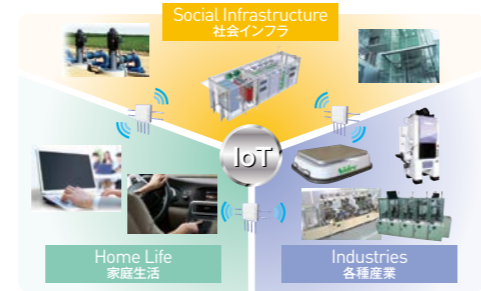 Social Infrastructure
社会インフラ
IoT
Home Life
家庭生活
Industries
各種産業